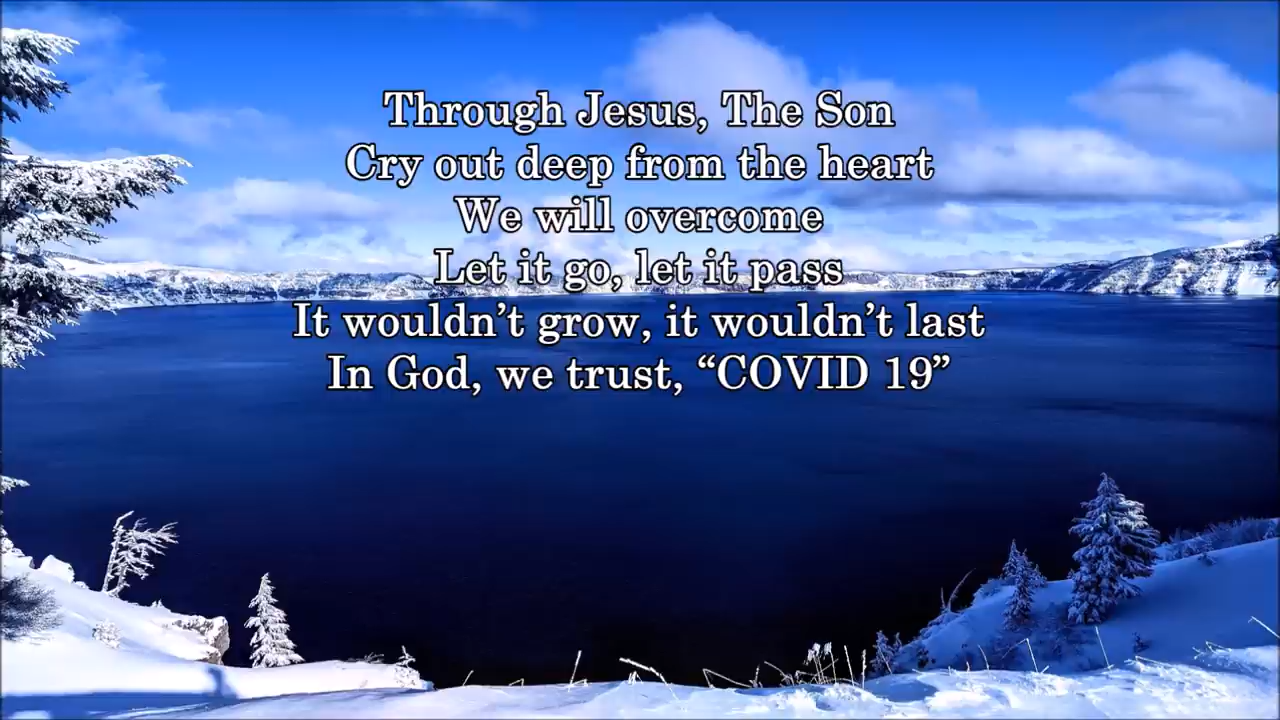 Through Jesus, The Son
Cry out deep from the heart
We will overcome
Let it go, let it pass
It wouldn’t grow, it wouldn’t last
In God, we trust, “COVID 19”